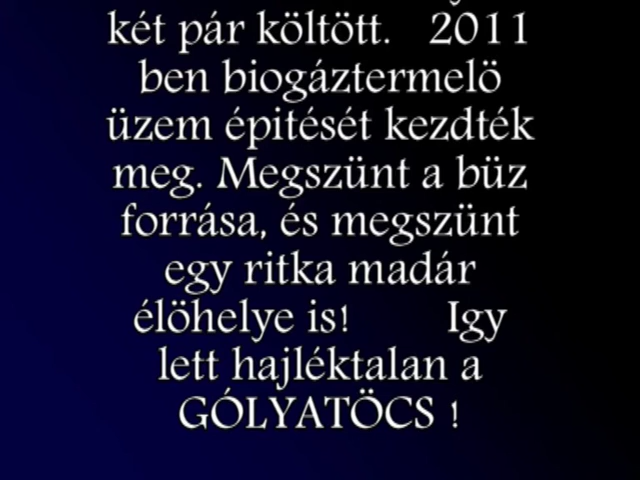 két pár költött. 2011
ben biogáztermelö
üzem épitését kezdték
meg. Megszünt a büz
forrása, és megszünt
egy ritka madár
élöhelye is! Igy
lett hajléktalan a
GÓLYATÖCS !